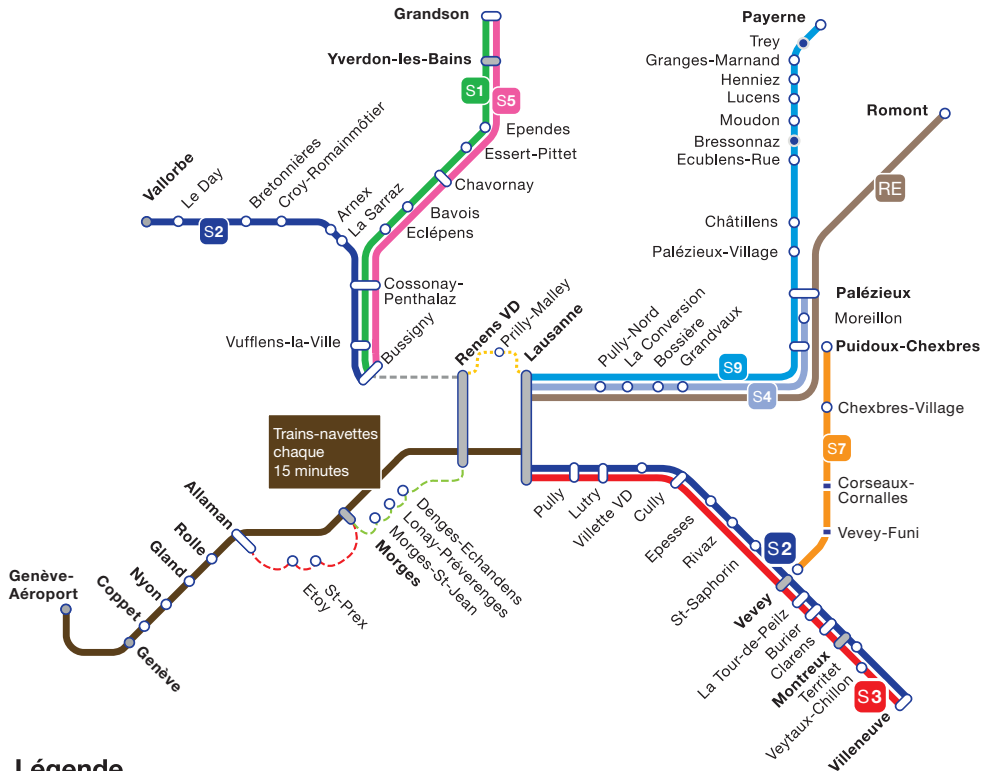 Grandson
Yverdon-les-Bains
S1
S5
Ependes
Essert-Pittet
Chavornay
Bavois
Eclépens
Cossonay-
Penthalaz
Vallorbe
Le Day
S2
Bretonnières
Croy-Romainmôtier
Arnex
La Sarraz
Vufflens-la-Ville
Bussigny
Renens VD
Prilly-Malley
Lausanne
Payerne
Trey
Granges-Marnand
Henniez
Lucens
Moudon
Bressonnaz
Ecublens-Rue
Châtillens
Palézieux-Village
Romont
RE
Palézieux
Moreillon
Puidoux-Chexbres
Pully-Nord
La Conversion
Bossière
Grandvaux
S9
S4
Chexbres-Village
S7
Corseaux-
Cornalles
Vevey-Funi
Trains-navettes
chaque
15 minutes
Genève-
Aéroport
Genève
Coppet
Nyon
Gland
Rolle
Allaman
Etoy
St-Prex
Morges
Morges-St-Jean
Lonay-Préverenges
Denges-Echandens
Pully
Lutry
Villette VD
Cully
Epesses
Rivaz
St-Saphorin
S2
Vevey
La Tour-de-Peilz
Burier
Clarens
Montreux
Territet
Veytaux-Chillon
S3
Villeneuve
Légende